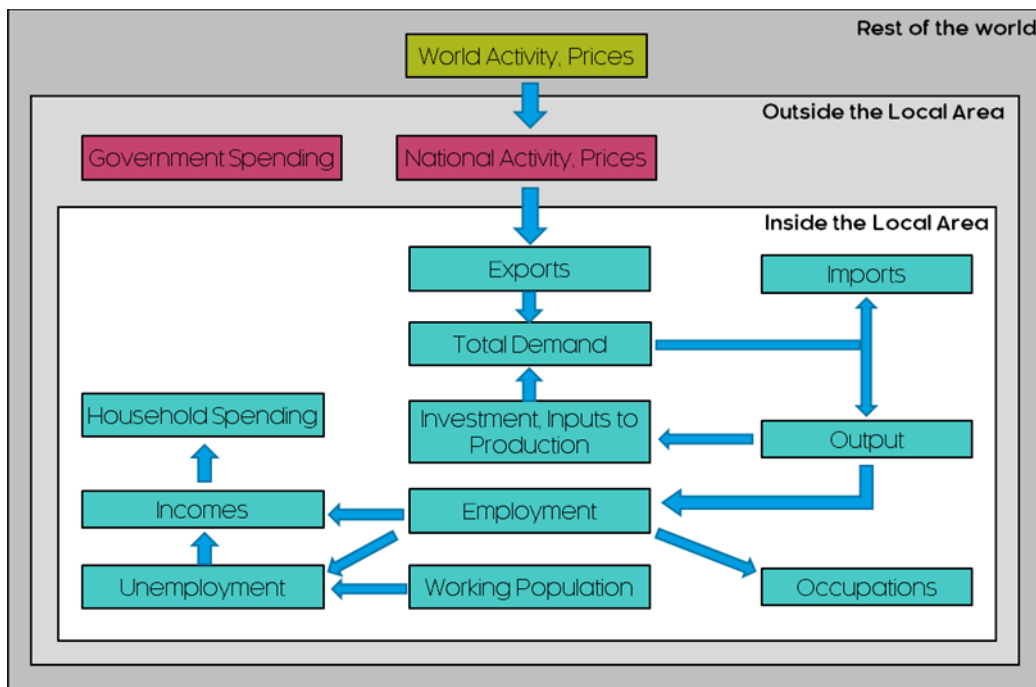 Rest of the world
World Activity, Prices
Outside the Local Area
Government Spending
National Activity, Prices
Inside the Local Area
Exports
Imports
Total Demand
Household Spending
Investment, Inputs to
Production
Output
Incomes
Employment
Unemployment
Working Population
Occupations